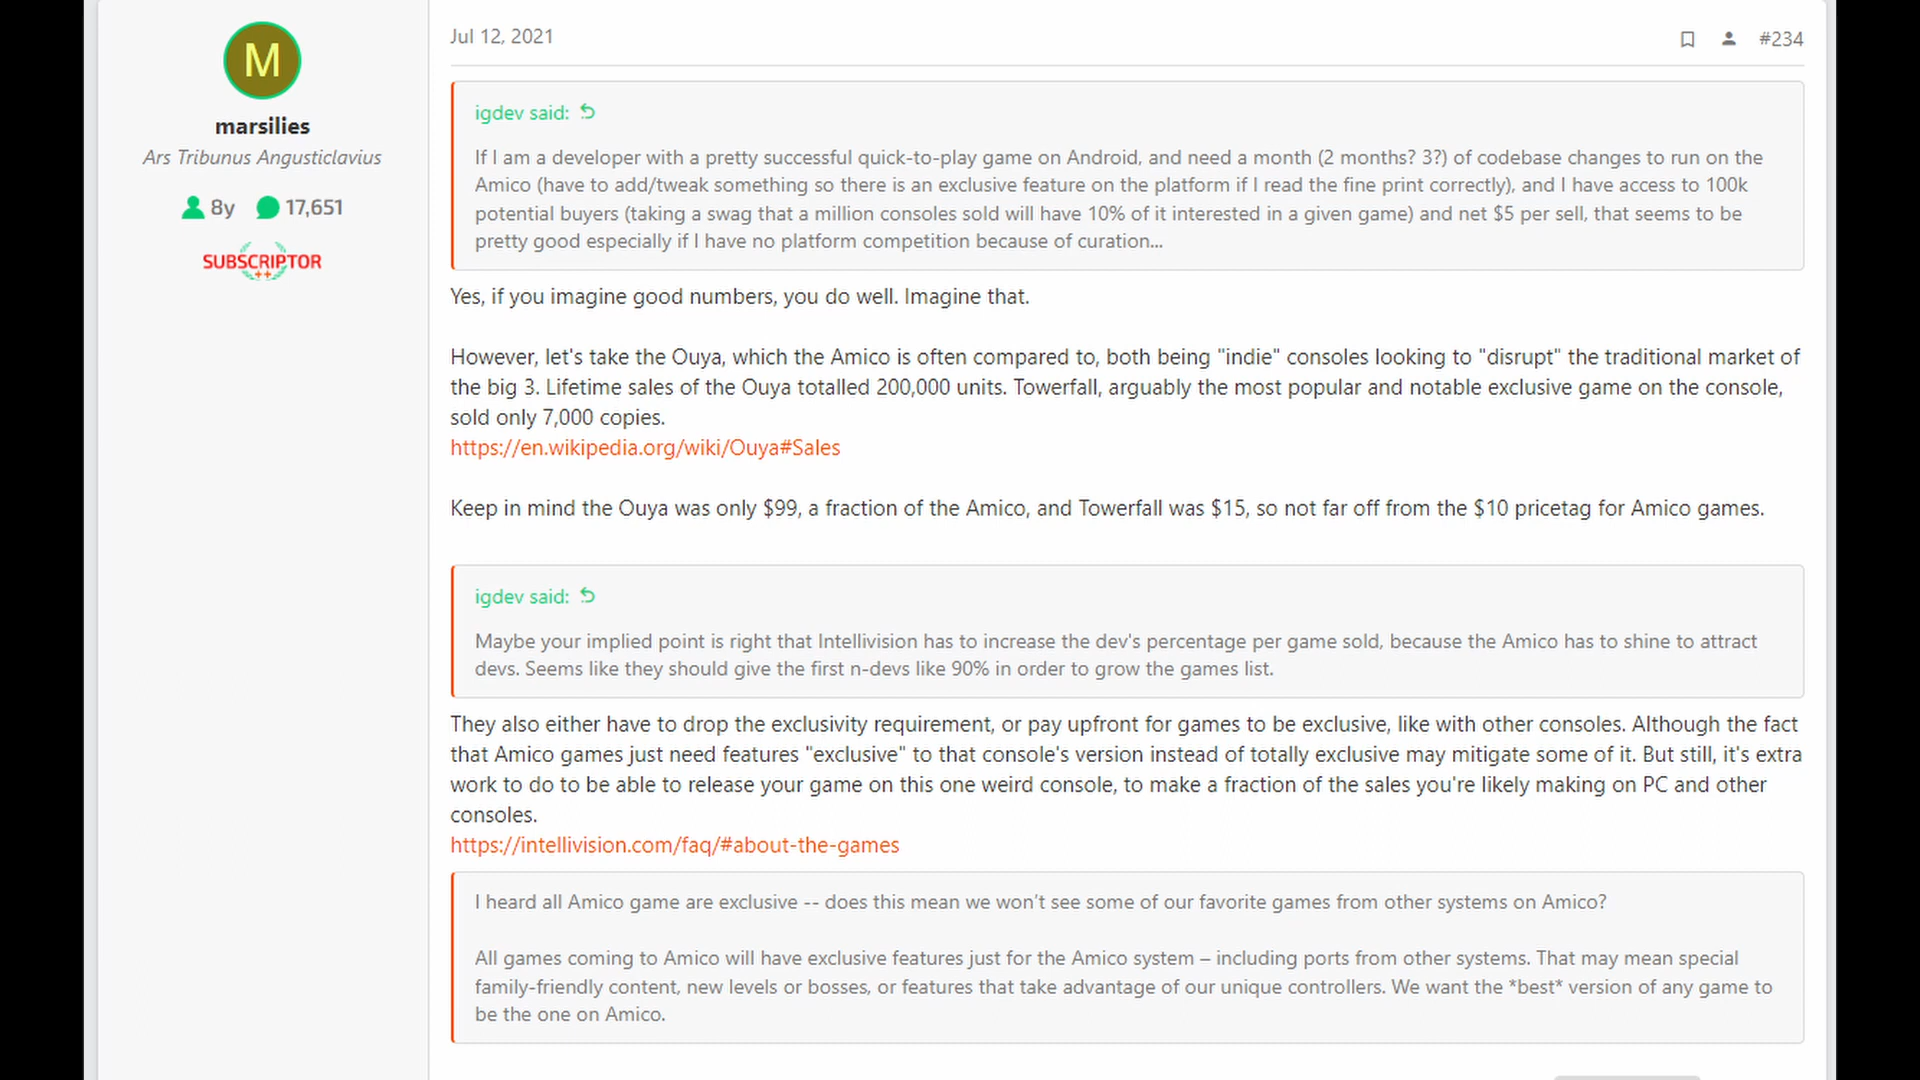 M
marsilies
Ars Tribunus Angusticlavius
8y 17,651
SUBSCRIPTOR
++
Jul 12, 2021
#234
igdev said:
If I am a developer with a pretty successful quick-to-play game on Android, and need a month (2 months? 3?) of codebase changes to run on the
Amico (have to add/tweak something so there is an exclusive feature on the platform if I read the fine print correctly), and I have access to 100k
potential buyers (taking a swag that a million consoles sold will have 10% of it interested in a given game) and net $5 per sell, that seems to be
pretty good especially if I have no platform competition because of curation...
Yes, if you imagine good numbers, you do well. Imagine that.
However, let's take the Ouya, which the Amico is often compared to, both being "indie" consoles looking to "disrupt" the traditional market of
the big 3. Lifetime sales of the Ouya totalled 200,000 units. Towerfall, arguably the most popular and notable exclusive game on the console,
sold only 7,000 copies.
https://en.wikipedia.org/wiki/Ouya#Sales
Keep in mind the Ouya was only $99, a fraction of the Amico, and Towerfall was $15, so not far off from the $10 pricetag for Amico games.
igdev said:
Maybe your implied point is right that Intellivision has to increase the dev's percentage per game sold, because the Amico has to shine to attract
devs. Seems like they should give the first n-devs like 90% in order to grow the games list.
They also either have to drop the exclusivity requirement, or pay upfront for games to be exclusive, like with other consoles. Although the fact
that Amico games just need features "exclusive" to that console's version instead of totally exclusive may mitigate some of it. But still, it's extra
work to do to be able to release your game on this one weird console, to make a fraction of the sales you're likely making on PC and other
consoles.
https://intellivision.com/faq/#about-the-games
I heard all Amico game are exclusive -- does this mean we won't see some of our favorite games from other systems on Amico?
All games coming to Amico will have exclusive features just for the Amico system – including ports from other systems. That may mean special
family-friendly content, new levels or bosses, or features that take advantage of our unique controllers. We want the *best* version of any game to
be the one on Amico.